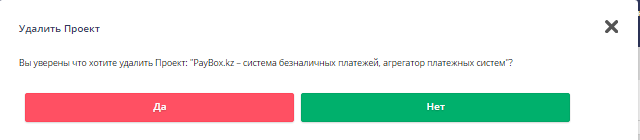 Удалить Проект
Вы уверены что хотите удалить Проект: "PayBox.kz – система безналичных платежей, агрегатор платежных систем"?
Да
Нет